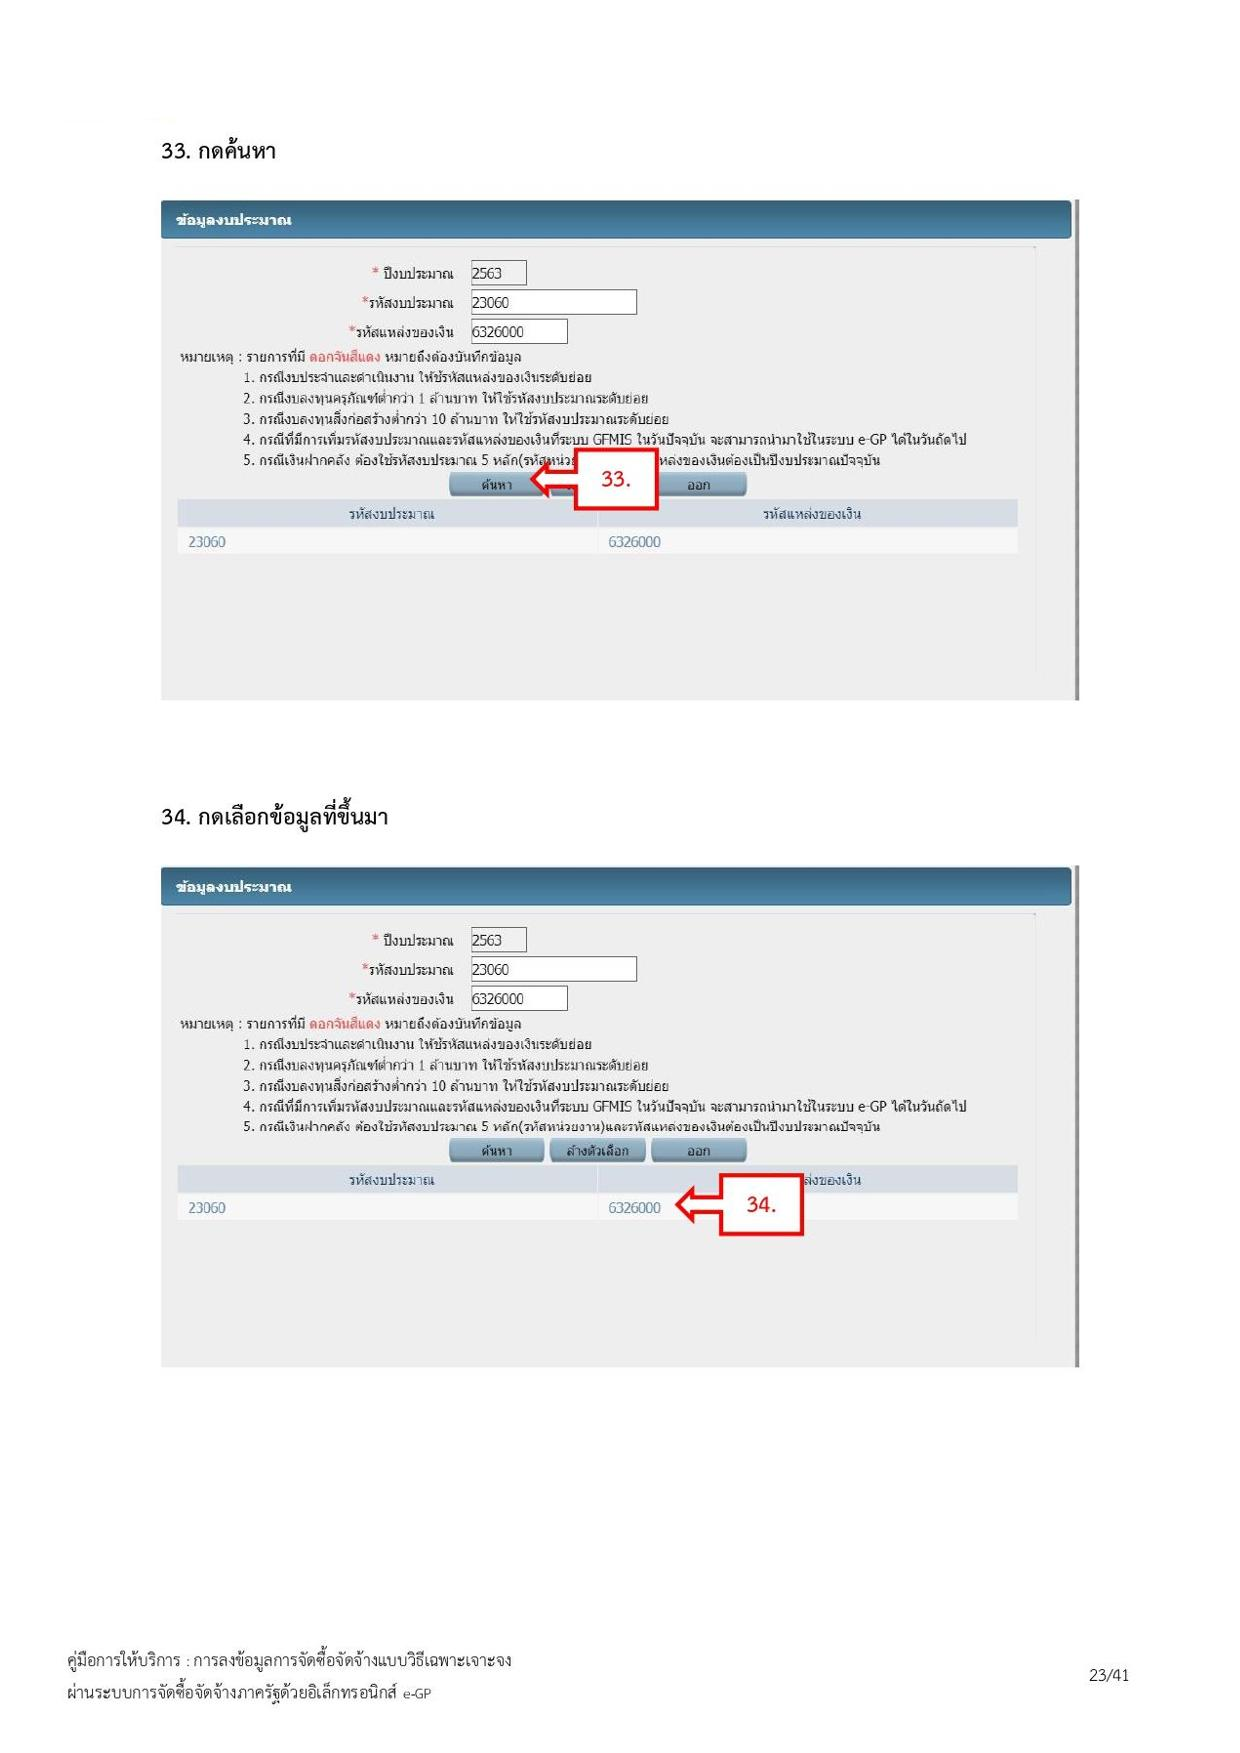 33. กดค้นหา
ข้อมูลงบประมาณ
* ปีงบประมาณ 2563
*รหัสงบประมาณ 23060
*รหัสแหล่งของเงิน 6326000
หมายเหตุ : รายการที่มี ดอกจันสีแดง หมายถึงต้องบันทึกข้อมูล
1. กรณีงบประจำและดำเนินงาน ให้ใช้รหัสแหล่งของเงินระดับย่อย
2. กรณีงบลงทุนครุภัณฑ์ต่ำกว่า 1 ล้านบาท ให้ใช้รหัสงบประมาณระดับย่อย
3. กรณีงบลงทุนสิ่งก่อสร้างต่ำกว่า 10 ล้านบาท ให้ใช้รหัสงบประมาณระดับย่อย
4. กรณีที่มีการเพิ่มรหัสงบประมาณและรหัสแหล่งของเงินที่ระบบ GFMIS ในวันปัจจุบัน จะสามารถนำมาใช้ในระบบ e-GP ได้ในวันถัดไป
5. กรณีเงินฝากคลัง ต้องใช้รหัสงบประมาณ 5 หลัก(รหัสหน่วย หล่งของเงินต้องเป็นปีงบประมาณปัจจุบัน
ค้นหา 33. ออก
รหัสงบประมาณ รหัสแหล่งของเงิน
23060 6326000
34. กดเลือกข้อมูลที่ขึ้นมา
ข้อมูลงบประมาณ
* ปีงบประมาณ 2563
*รหัสงบประมาณ 23060
*รหัสแหล่งของเงิน 6326000
หมายเหตุ : รายการที่มี ดอกจันสีแดง หมายถึงต้องบันทึกข้อมูล
1. กรณีงบประจำและดำเนินงาน ให้ใช้รหัสแหล่งของเงินระดับย่อย
2. กรณีงบลงทุนครุภัณฑ์ต่ำกว่า 1 ล้านบาท ให้ใช้รหัสงบประมาณระดับย่อย
3. กรณีงบลงทุนสิ่งก่อสร้างต่ำกว่า 10 ล้านบาท ให้ใช้รหัสงบประมาณระดับย่อย
4. กรณีที่มีการเพิ่มรหัสงบประมาณและรหัสแหล่งของเงินที่ระบบ GFMIS ในวันปัจจุบัน จะสามารถนำมาใช้ในระบบ e-GP ได้ในวันถัดไป
5. กรณีเงินฝากคลัง ต้องใช้รหัสงบประมาณ 5 หลัก(รหัสหน่วยงาน)และรหัสแหล่งของเงินต้องเป็นปีงบประมาณปัจจุบัน
ค้นหา ล้างตัวเลือก ออก
รหัสงบประมาณ ล่งของเงิน
23060 6326000 34.
คู่มือการให้บริการ : การลงข้อมูลการจัดซื้อจัดจ้างแบบวิธีเฉพาะเจาะจง
ผ่านระบบการจัดซื้อจัดจ้างภาครัฐด้วยอิเล็กทรอนิกส์ e-GP
23/41